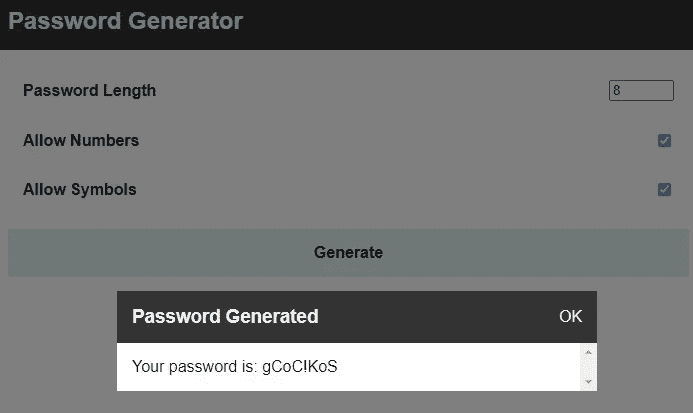 Password Generator
Password Length 8
Allow Numbers
Allow Symbols
Generate
Password Generated OK
Your password is: gCoC!KoS